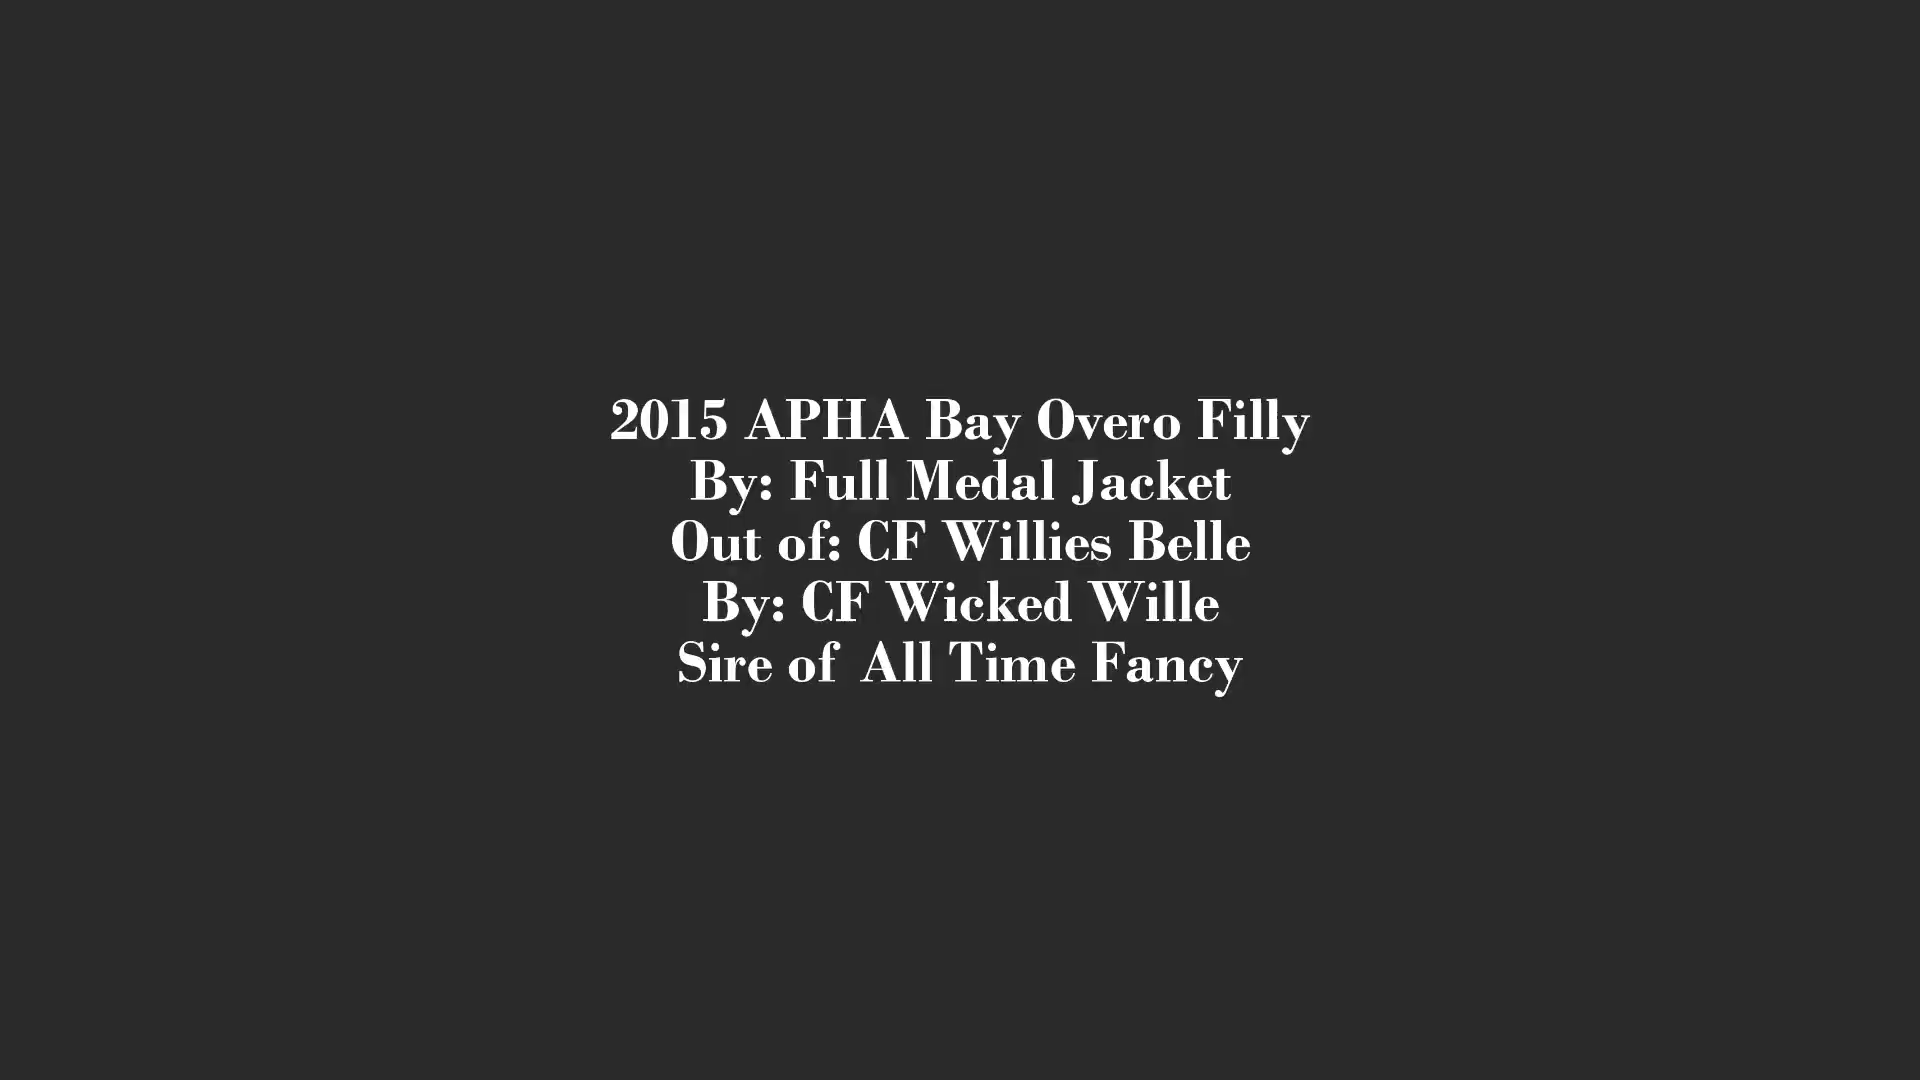 2015 APHA Bay Overo Filly
By: Full Medal Jacket
Out of: CF Willies Belle
By: CF Wicked Wille
Sire of All Time Fancy